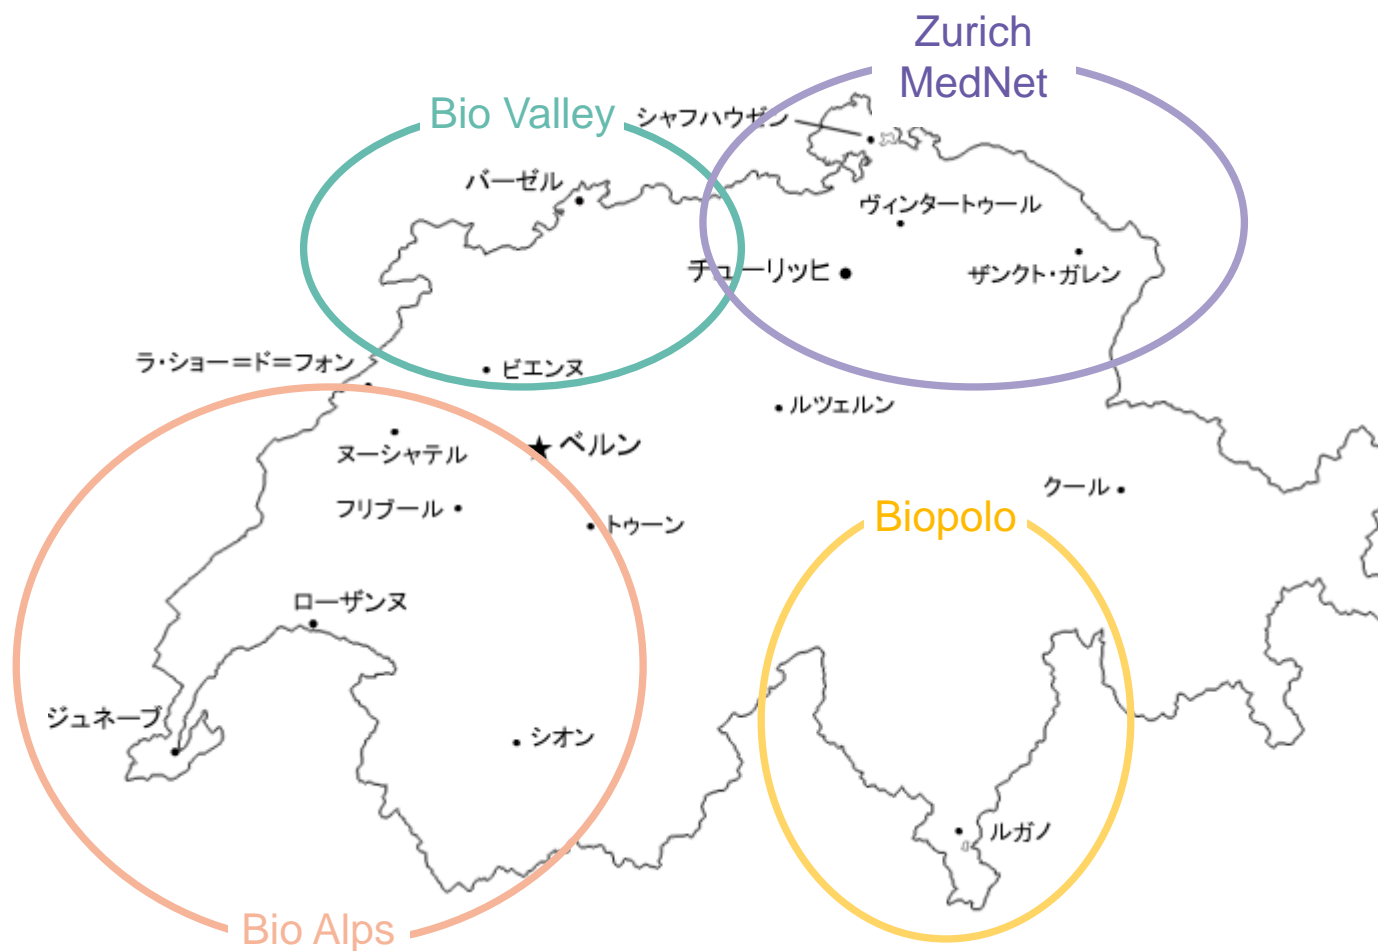 Zurich
MedNet
Bio Valley
シャフハウゼン
バーゼル
ヴィンタートゥール
チューリッヒ
ザンクト・ガレン
ラ・ショー=ド=フォン
ビエンヌ
ルツェルン
ヌーシャテル
ベルン
クール
フリブール
Biopolo
トゥーン
ローザンヌ
ジュネーブ
シオン
ルガノ
Bio Alps